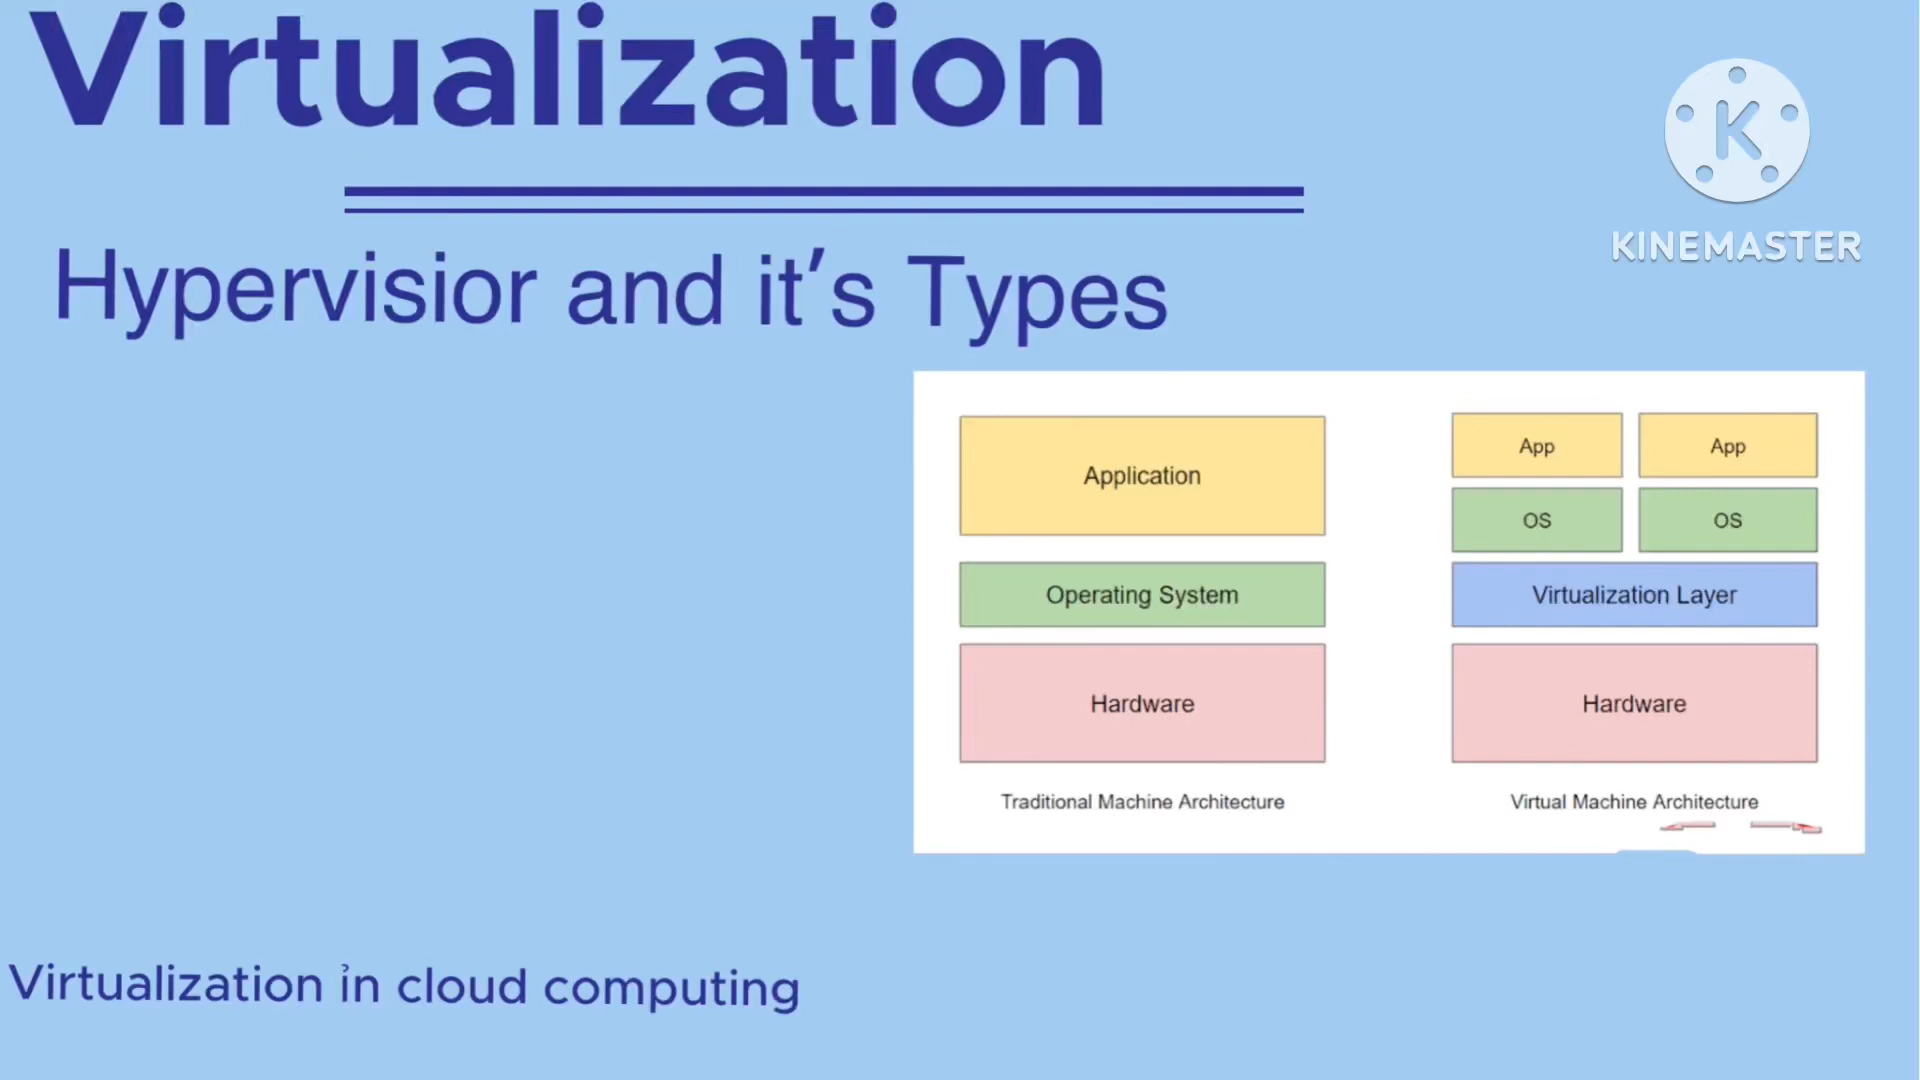 Virtualization
K
KINEMASTER
Hypervisior and it's Types
Application
Operating System
Hardware
Traditional Machine Architecture
App App
OS OS
Virtualization Layer
Hardware
Virtual Machine Architecture
Virtualization in cloud computing